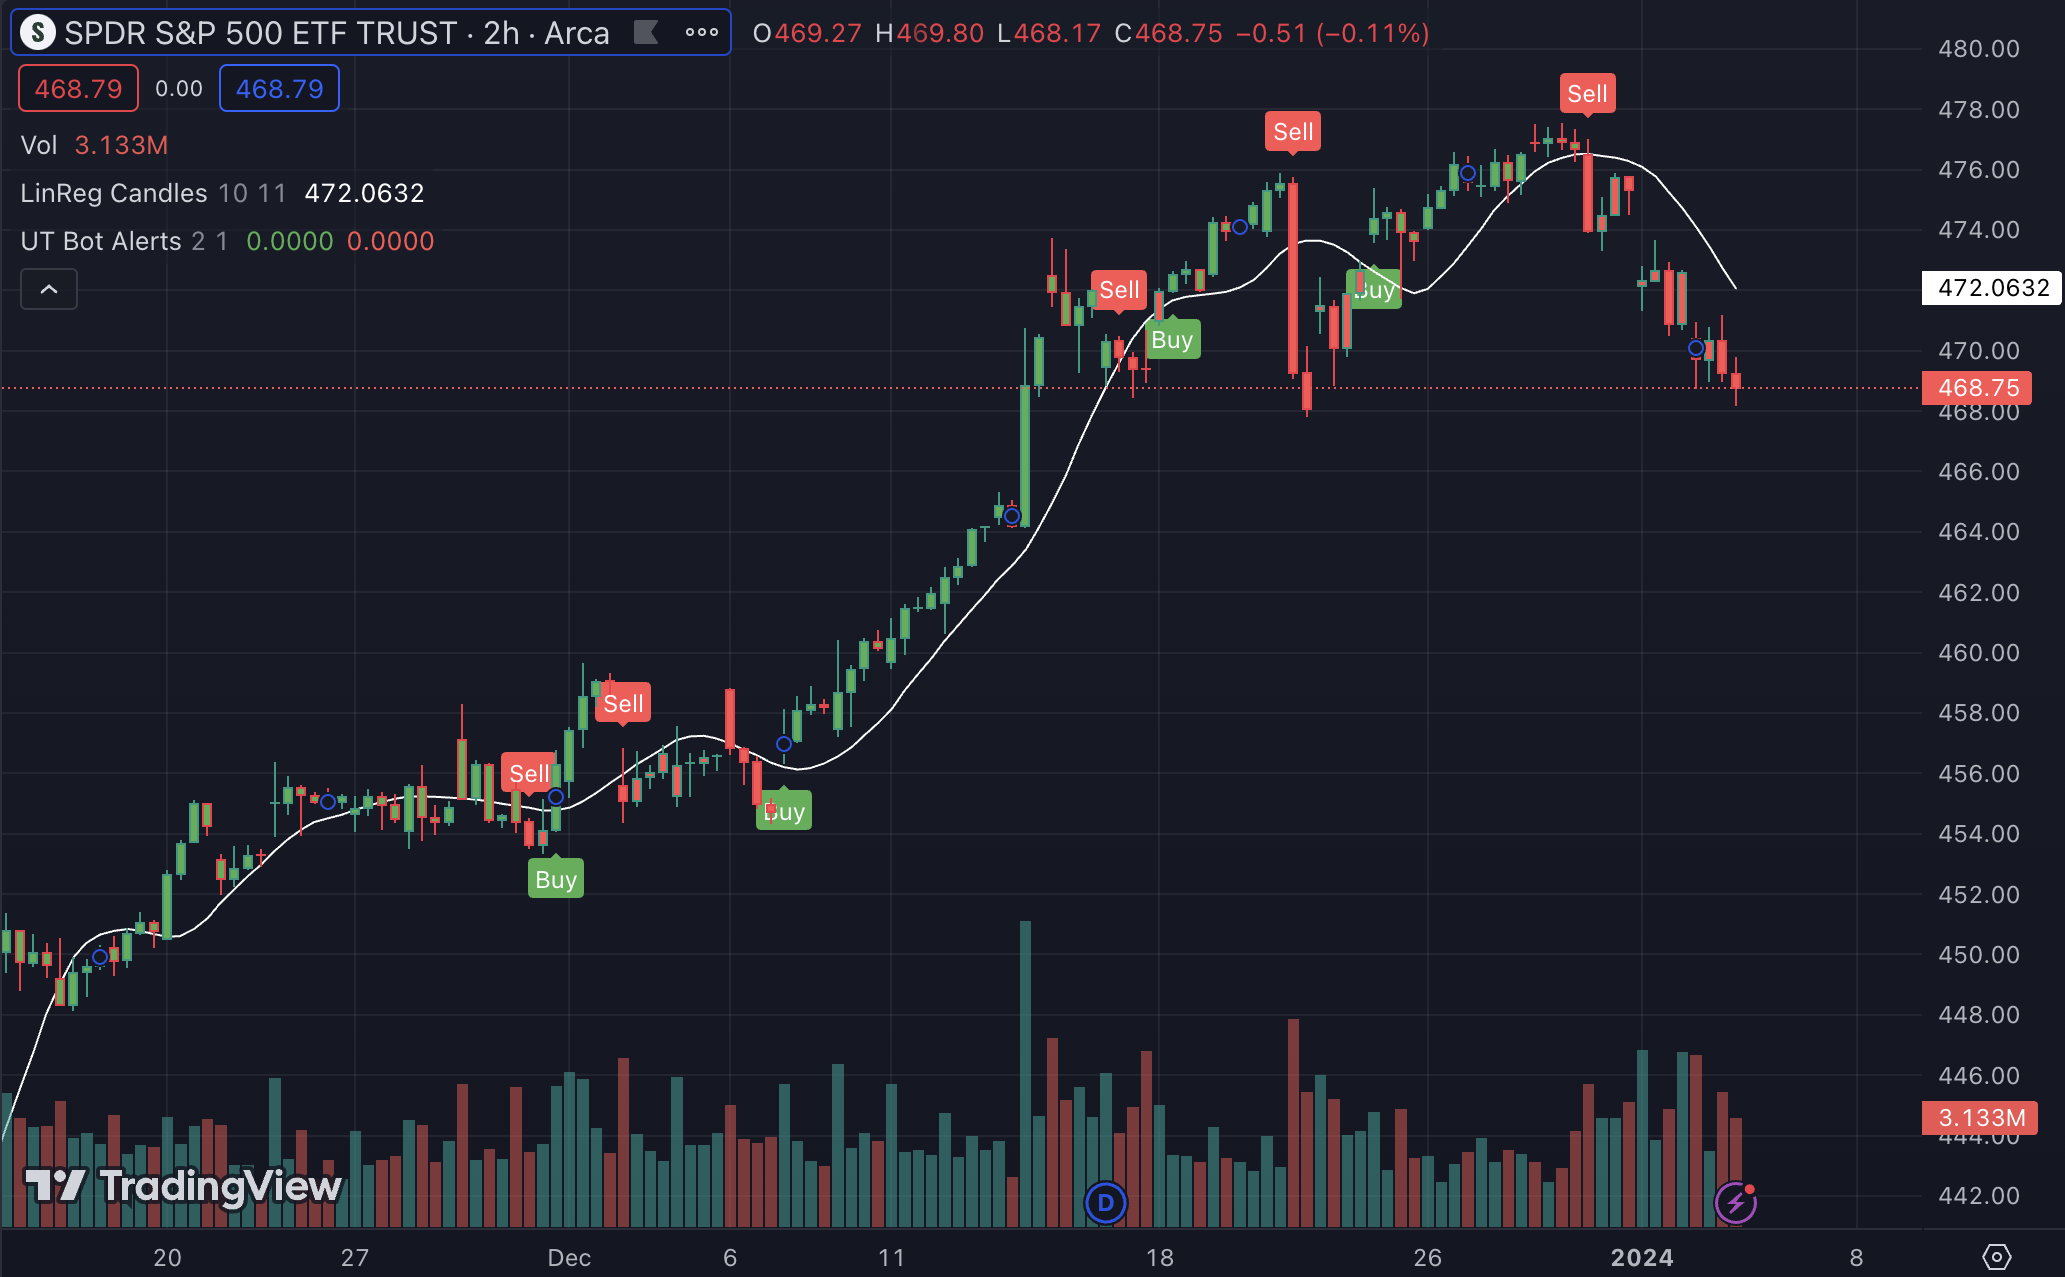 S SPDR S&P 500 ETF TRUST · 2h · Arca O469.27 H469.80 L468.17 C468.75 −0.51 (−0.11%)
468.79 0.00 468.79
Vol 3.133M
LinReg Candles 10 11 472.0632
UT Bot Alerts 2 1 0.0000 0.0000
Sell
Sell
Sell
Buy
Buy
Sell
Sell
Buy
Buy
480.00
478.00
476.00
474.00
472.0632
470.00
468.75
468.00
466.00
464.00
462.00
460.00
458.00
456.00
454.00
452.00
450.00
448.00
446.00
3.133M
444.00
442.00
TradingView
D
20 27 Dec 6 11 18 26 2024 8